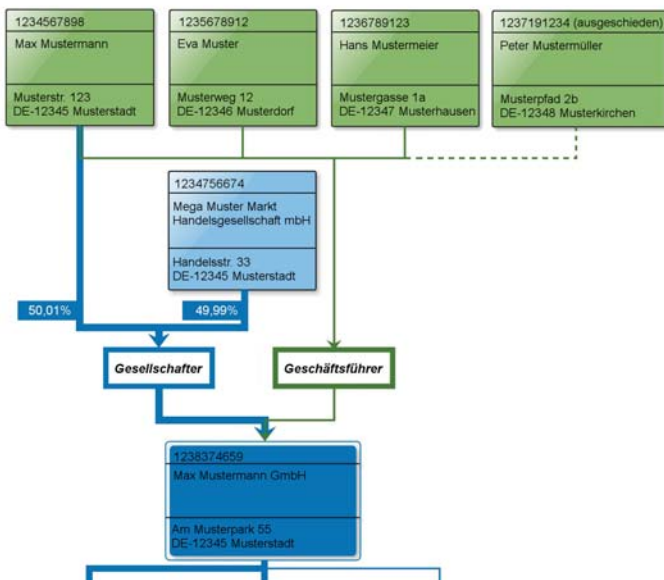 1234567898
Max Mustermann
Musterstr. 123
DE-12345 Musterstadt
1235678912
Eva Muster
Musterweg 12
DE-12346 Musterdorf
1236789123
Hans Mustermeier
Mustergasse 1a
DE-12347 Musterhausen
1237191234 (ausgeschieden)
Peter Mustermüller
Musterpfad 2b
DE-12348 Musterkirchen
1234756674
Mega Muster Markt
Handelsgesellschaft mbH
Handelsstr. 33
DE-12345 Musterstadt
50,01%
49,99%
Gesellschafter
Geschäftsführer
1238374659
Max Mustermann GmbH
Am Musterpark 55
DE-12345 Musterstadt